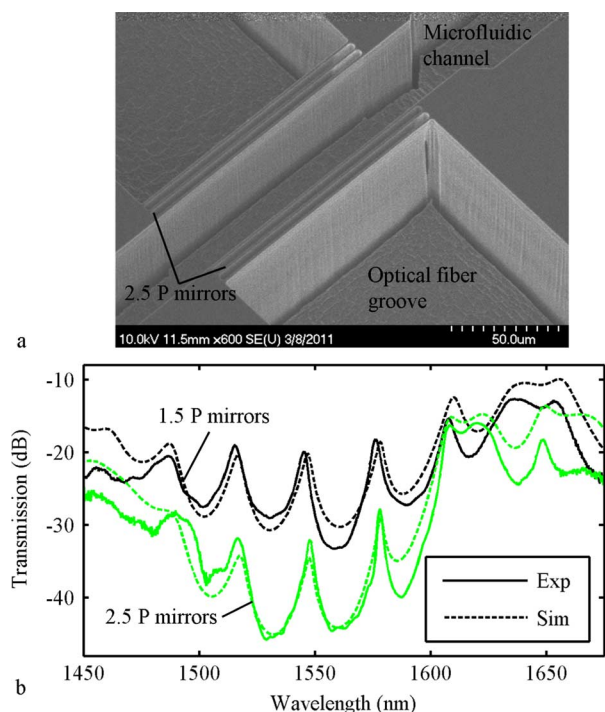 Microfluidic
channel
2.5 P mirrors
Optical fiber
groove
10.0kV 11.5mm x600 SE(U) 3/8/2011
50.0um
a
-10
-20
-30
-40
Transmission (dB)
1.5 P mirrors
2.5 P mirrors
Exp
Sim
1450
1500
1550
1600
1650
Wavelength (nm)
b